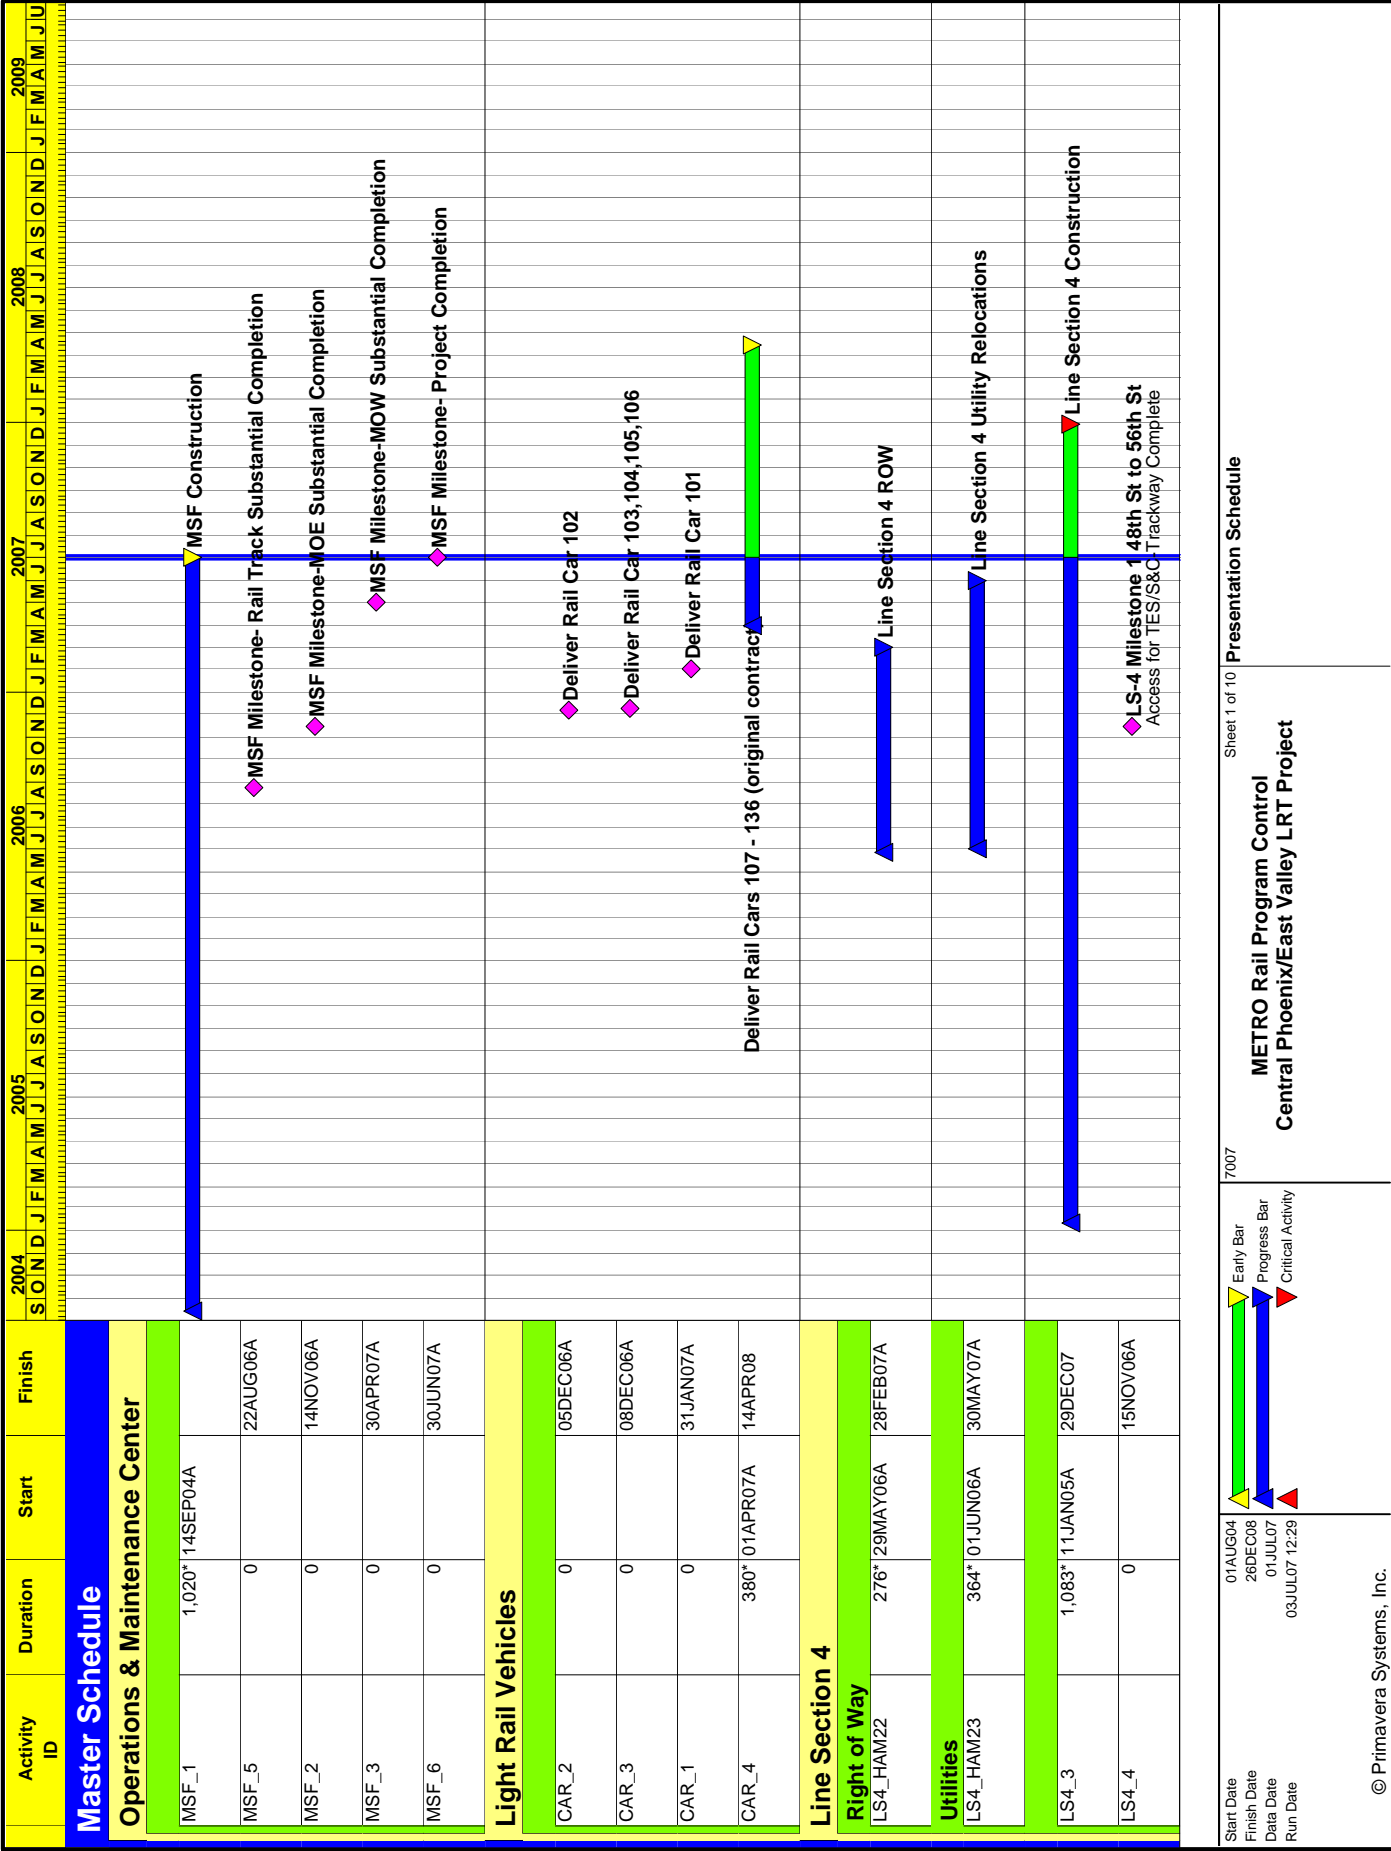 Activity ID Duration Start Finish 2004 2005 2006 2007 2008 2009
S O N D J F M A M J J A S O N D J F M A M J J A S O N D J F M A M J J A S O N D J F M A M J J A S O N D J F M A M J U
Master Schedule
Operations & Maintenance Center
MSF_1 1,020* 14SEP04A MSF Construction
MSF_5 0 22AUG06A MSF Milestone- Rail Track Substantial Completion
MSF_2 0 14NOV06A MSF Milestone-MOE Substantial Completion
MSF_3 0 30APR07A MSF Milestone-MOW Substantial Completion
MSF_6 0 30JUN07A MSF Milestone- Project Completion
Light Rail Vehicles
CAR_2 0 05DEC06A Deliver Rail Car 102
CAR_3 0 08DEC06A Deliver Rail Car 103,104,105,106
CAR_1 0 31JAN07A Deliver Rail Car 101
CAR_4 380* 01APR07A 14APR08 Deliver Rail Cars 107 - 136 (original contract
Line Section 4
Right of Way
LS4_HAM22 276* 29MAY06A 28FEB07A Line Section 4 ROW
Utilities
LS4_HAM23 364* 01JUN06A 30MAY07A Line Section 4 Utility Relocations
LS4_3 1,083* 11JAN05A 29DEC07 Line Section 4 Construction
LS4_4 0 15NOV06A LS-4 Milestone 1 48th St to 56th St
Access for TES/S&C-Trackway Complete
Start Date 01AUG04
Finish Date 26DEC08
Data Date 01JUL07
Run Date 03JUL07 12:29
© Primavera Systems, Inc.
Early Bar
Progress Bar
Critical Activity
7007
Sheet 1 of 10
METRO Rail Program Control
Central Phoenix/East Valley LRT Project
Presentation Schedule